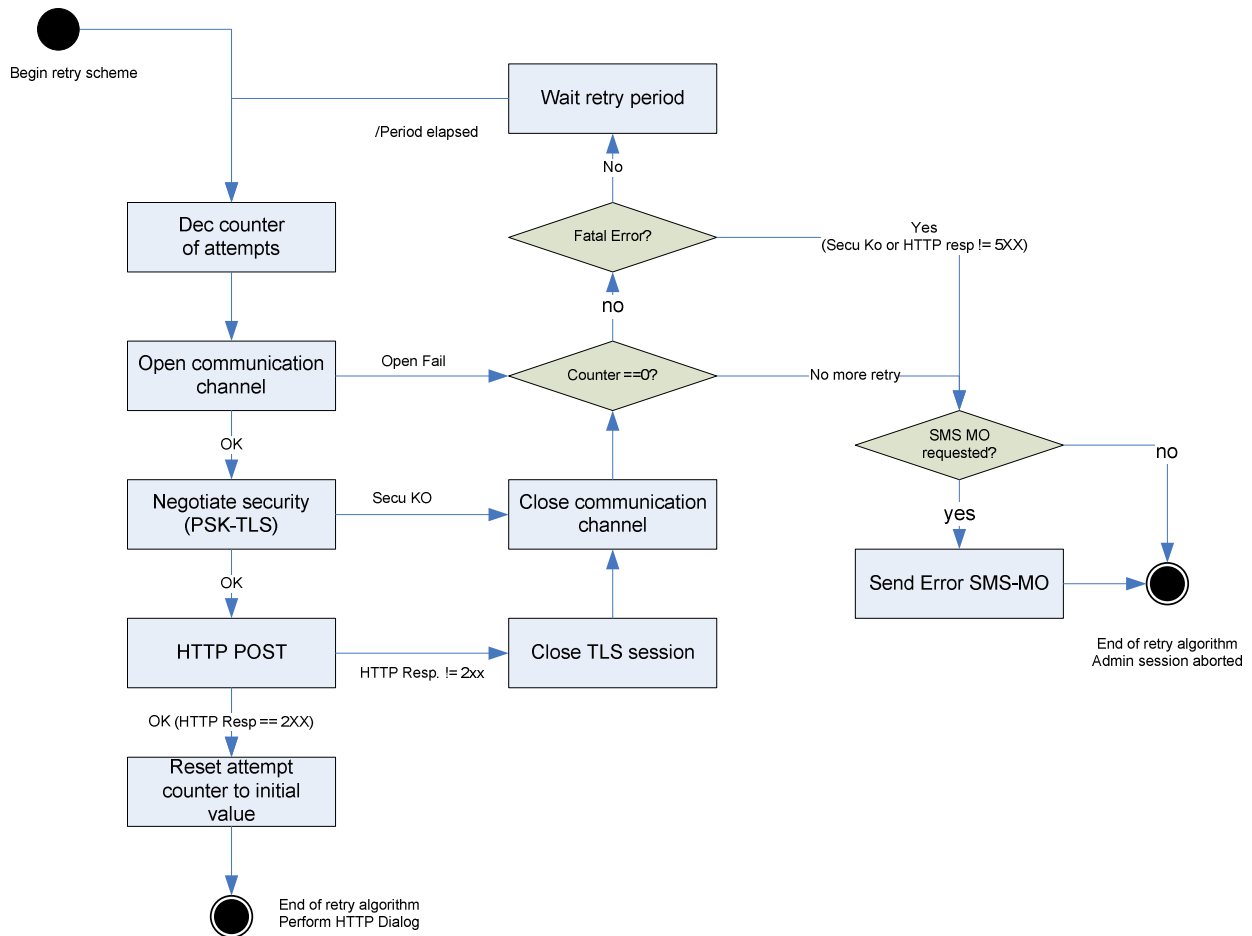 Begin retry scheme
Wait retry period
/Period elapsed
No
Dec counter
of attempts
Fatal Error?
Yes
(Secu Ko or HTTP resp != 5XX)
no
Open communication
channel
Open Fail
Counter ==0?
No more retry
SMS MO
requested?
no
OK
Negotiate security
(PSK-TLS)
Secu KO
Close communication
channel
yes
Send Error SMS-MO
OK
HTTP POST
HTTP Resp. != 2xx
Close TLS session
End of retry algorithm
Admin session aborted
OK (HTTP Resp == 2XX)
Reset attempt
counter to initial
value
End of retry algorithm
Perform HTTP Dialog